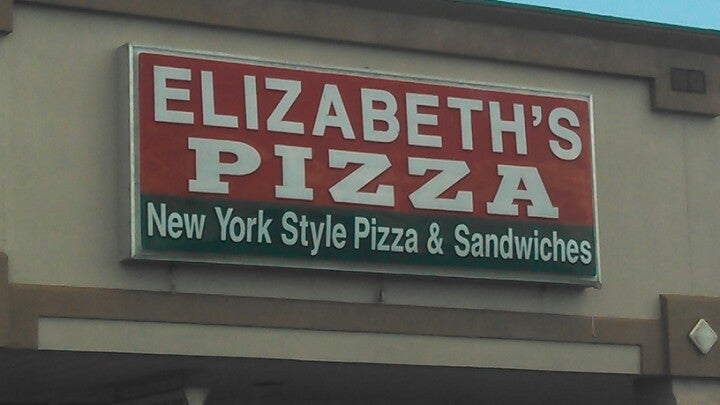 ELIZABETH'S
PIZZA
New York Style Pizza & Sandwiches